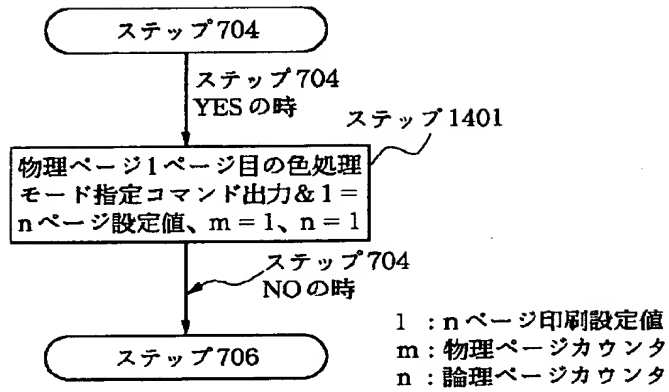 ステップ704
ステップ704
YESの時
ステップ1401
物理ページ1ページ目の色処理
モード指定コマンド出力&1=
nページ設定値、m=1、n=1
ステップ704
NOの時
ステップ706
1:nページ印刷設定値
m:物理ページカウンタ
n:論理ページカウンタ